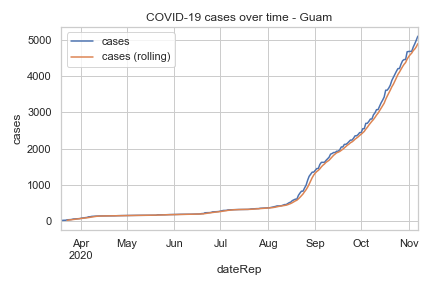 COVID-19 cases over time - Guam
cases
cases (rolling)
5000
4000
3000
2000
1000
0
cases
Apr May Jun Jul Aug Sep Oct Nov
2020
dateRep